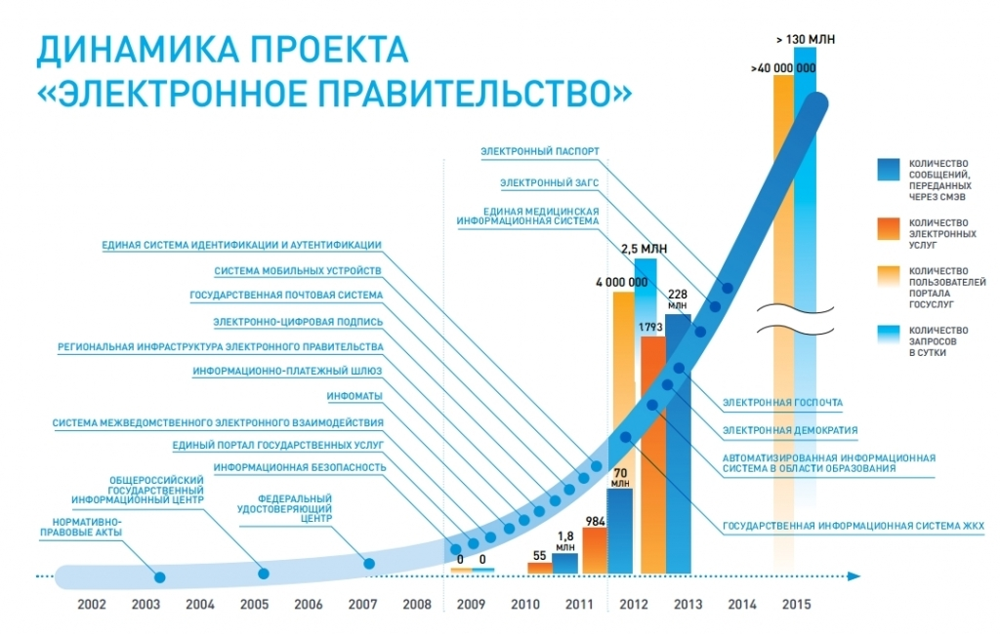 ДИНАМИКА ПРОЕКТА
«ЭЛЕКТРОННОЕ ПРАВИТЕЛЬСТВО»
> 130 МЛН
>40 000 000
ЭЛЕКТРОННЫЙ ПАСПОРТ
ЭЛЕКТРОННЫЙ ЗАГС
ЕДИНАЯ МЕДИЦИНСКАЯ
ИНФОРМАЦИОННАЯ СИСТЕМА
КОЛИЧЕСТВО
СООБЩЕНИЙ,
ПЕРЕДАННЫХ
ЧЕРЕЗ СМЭВ
КОЛИЧЕСТВО
ЭЛЕКТРОННЫХ
УСЛУГ
КОЛИЧЕСТВО
ПОЛЬЗОВАТЕЛЕЙ
ПОРТАЛА
ГОСУСЛУГ
КОЛИЧЕСТВО
ЗАПРОСОВ
В СУТКИ
ЕДИНАЯ СИСТЕМА ИДЕНТИФИКАЦИИ И АУТЕНТИФИКАЦИИ
СИСТЕМА МОБИЛЬНЫХ УСТРОЙСТВ
ГОСУДАРСТВЕННАЯ ПОЧТОВАЯ СИСТЕМА
ЭЛЕКТРОННО-ЦИФРОВАЯ ПОДПИСЬ
РЕГИОНАЛЬНАЯ ИНФРАСТРУКТУРА ЭЛЕКТРОННОГО ПРАВИТЕЛЬСТВА
ИНФОРМАЦИОННО-ПЛАТЕЖНЫЙ ШЛЮЗ
ИНФОМАТЫ
СИСТЕМА МЕЖВЕДОМСТВЕННОГО ЭЛЕКТРОННОГО ВЗАИМОДЕЙСТВИЯ
ЕДИНЫЙ ПОРТАЛ ГОСУДАРСТВЕННЫХ УСЛУГ
ИНФОРМАЦИОННАЯ БЕЗОПАСНОСТЬ
ОБЩЕРОССИЙСКИЙ
ГОСУДАРСТВЕННЫЙ
ИНФОРМАЦИОННЫЙ ЦЕНТР
ФЕДЕРАЛЬНЫЙ
УДОСТОВЕРЯЮЩИЙ
ЦЕНТР
НОРМАТИВНО-
ПРАВОВЫЕ АКТЫ
2,5 МЛН
4 000 000
228
МЛН
1793
70
МЛН
984
1,8
МЛН
55
0
0
ЭЛЕКТРОННАЯ ГОСПОЧТА
ЭЛЕКТРОННАЯ ДЕМОКРАТИЯ
АВТОМАТИЗИРОВАННАЯ ИНФОРМАЦИОННАЯ
СИСТЕМА В ОБЛАСТИ ОБРАЗОВАНИЯ
ГОСУДАРСТВЕННАЯ ИНФОРМАЦИОННАЯ СИСТЕМА ЖКХ
2002 2003 2004 2005 2006 2007 2008 2009 2010 2011 2012 2013 2014 2015